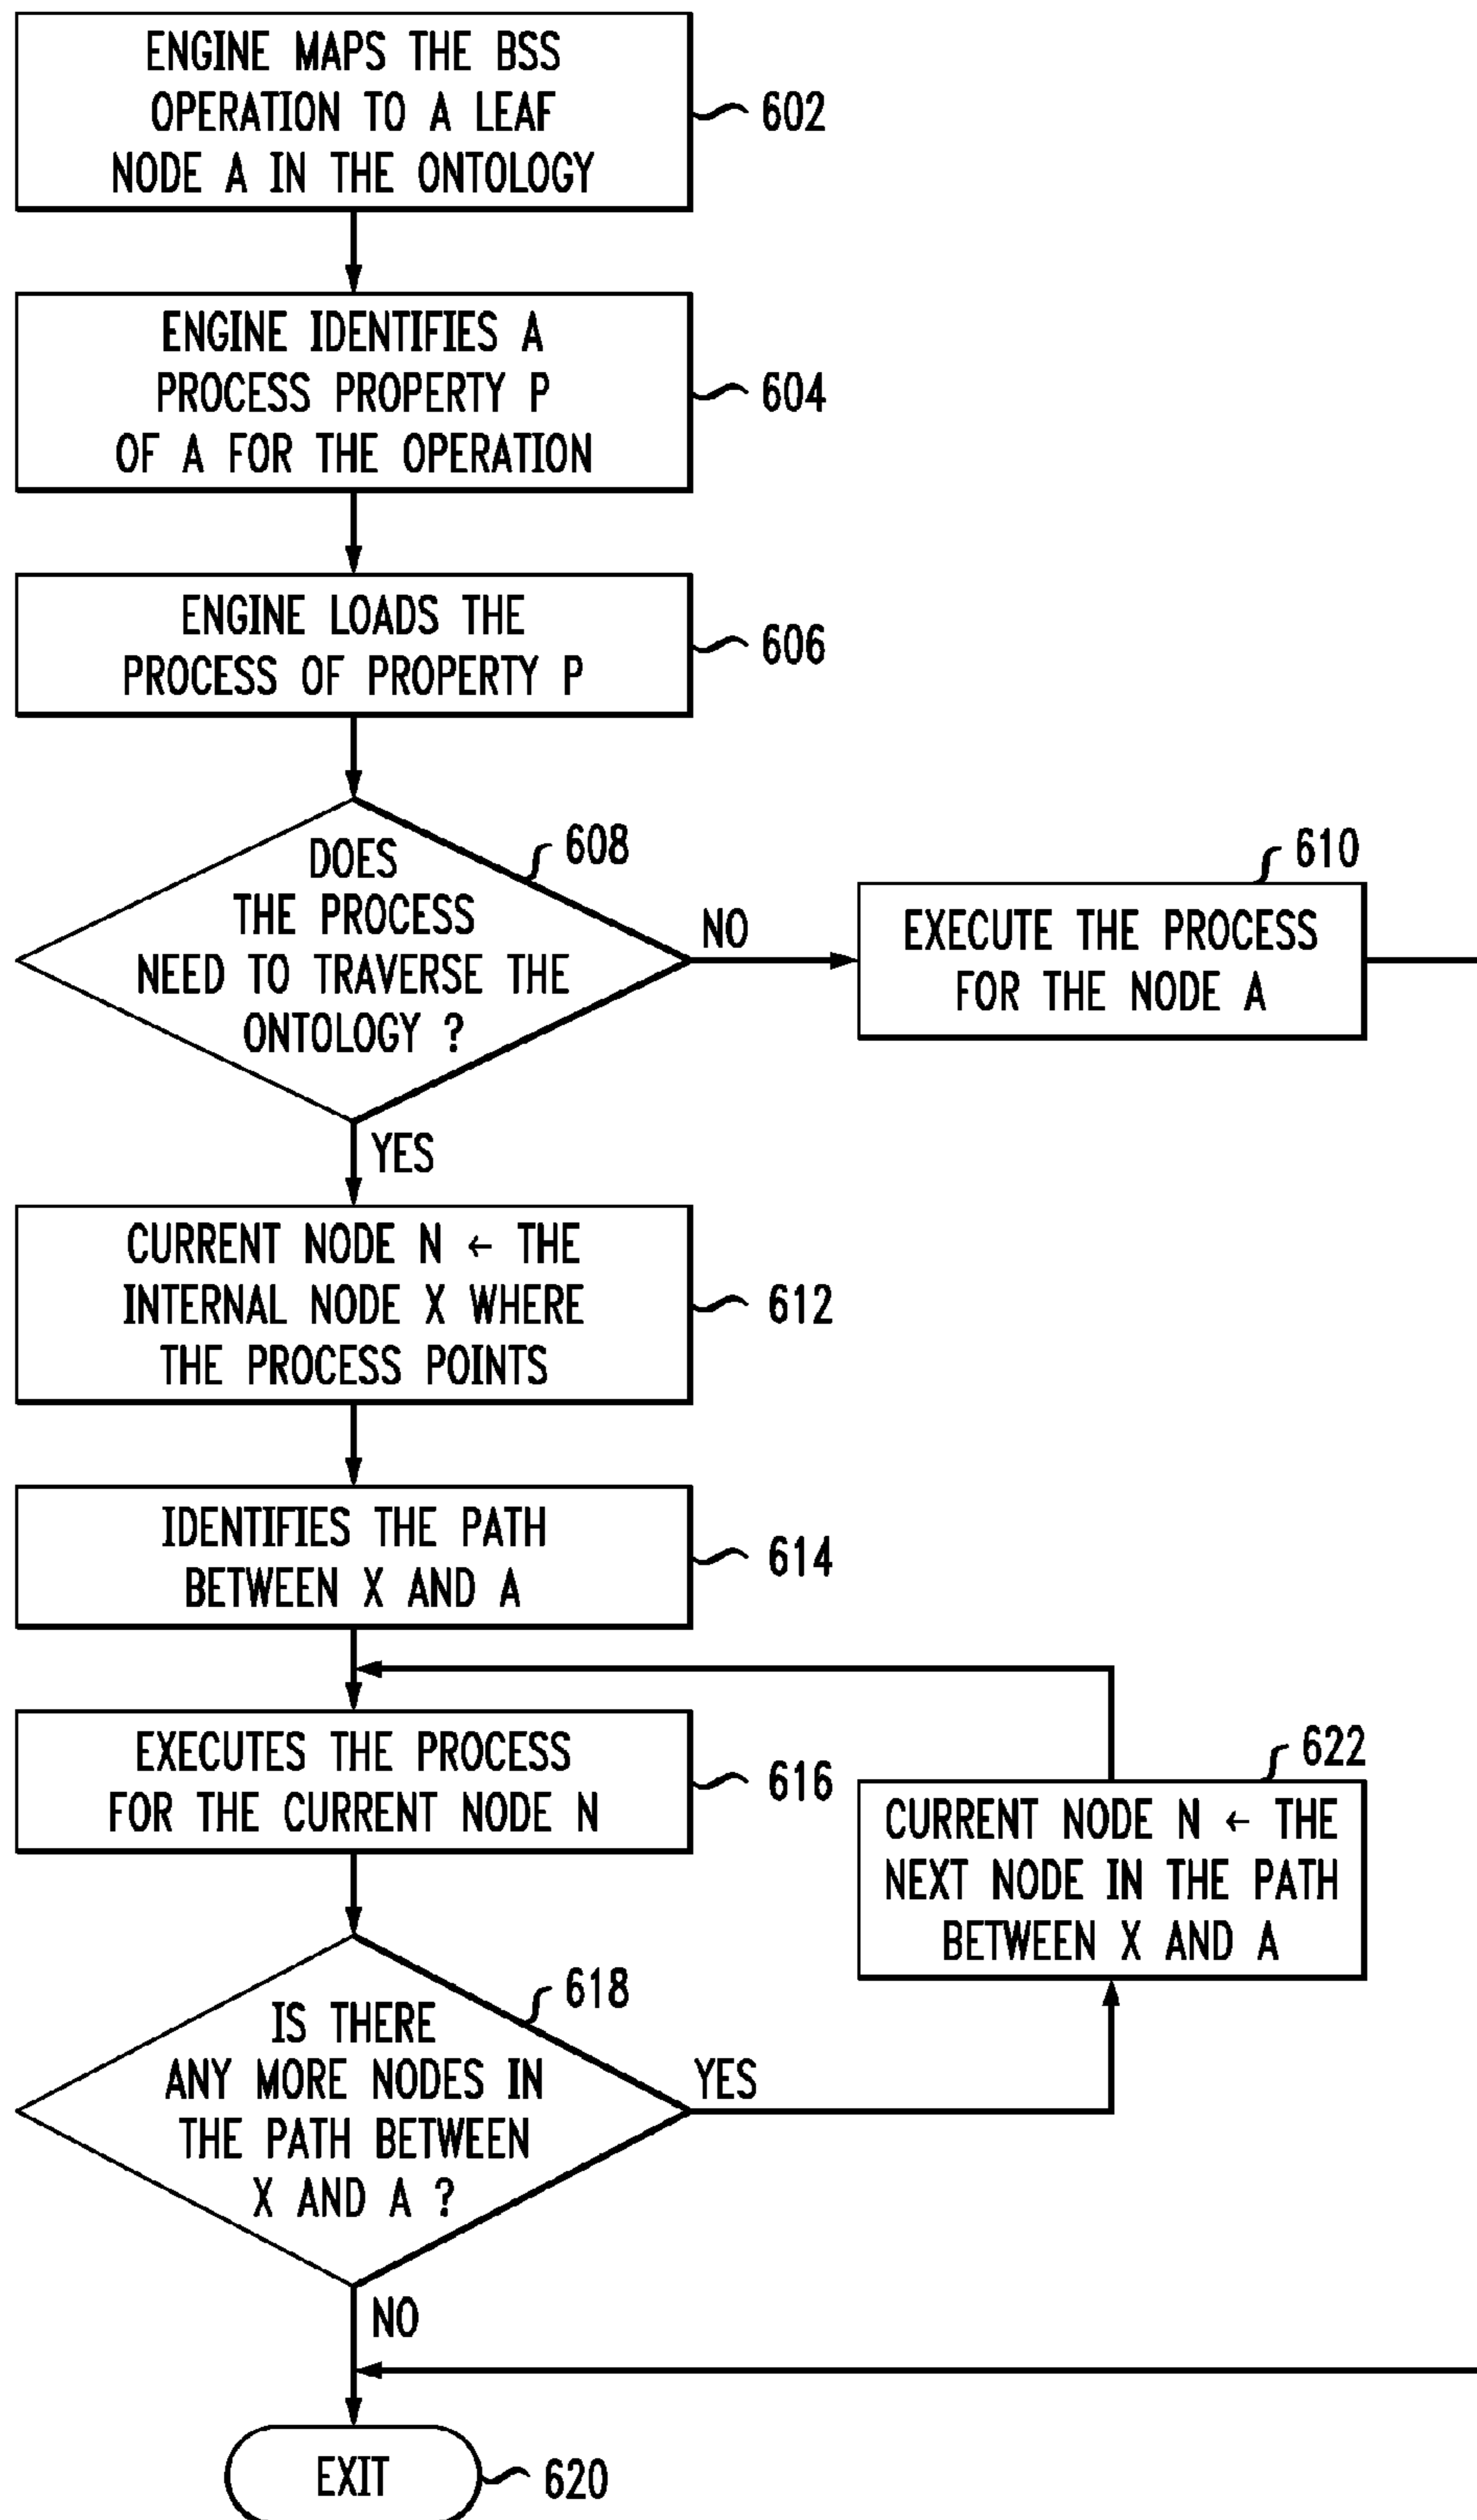 ENGINE MAPS THE BSS
OPERATION TO A LEAF
NODE A IN THE ONTOLOGY
602
ENGINE IDENTIFIES A
PROCESS PROPERTY P
OF A FOR THE OPERATION
604
ENGINE LOADS THE
PROCESS OF PROPERTY P
606
DOES
THE PROCESS
NEED TO TRAVERSE THE
ONTOLOGY ?
608
NO
610
EXECUTE THE PROCESS
FOR THE NODE A
YES
CURRENT NODE N ← THE
INTERNAL NODE X WHERE
THE PROCESS POINTS
612
IDENTIFIES THE PATH
BETWEEN X AND A
614
EXECUTES THE PROCESS
FOR THE CURRENT NODE N
616
622
CURRENT NODE N ← THE
NEXT NODE IN THE PATH
BETWEEN X AND A
IS THERE
ANY MORE NODES IN
THE PATH BETWEEN
X AND A ?
618
YES
NO
EXIT
620